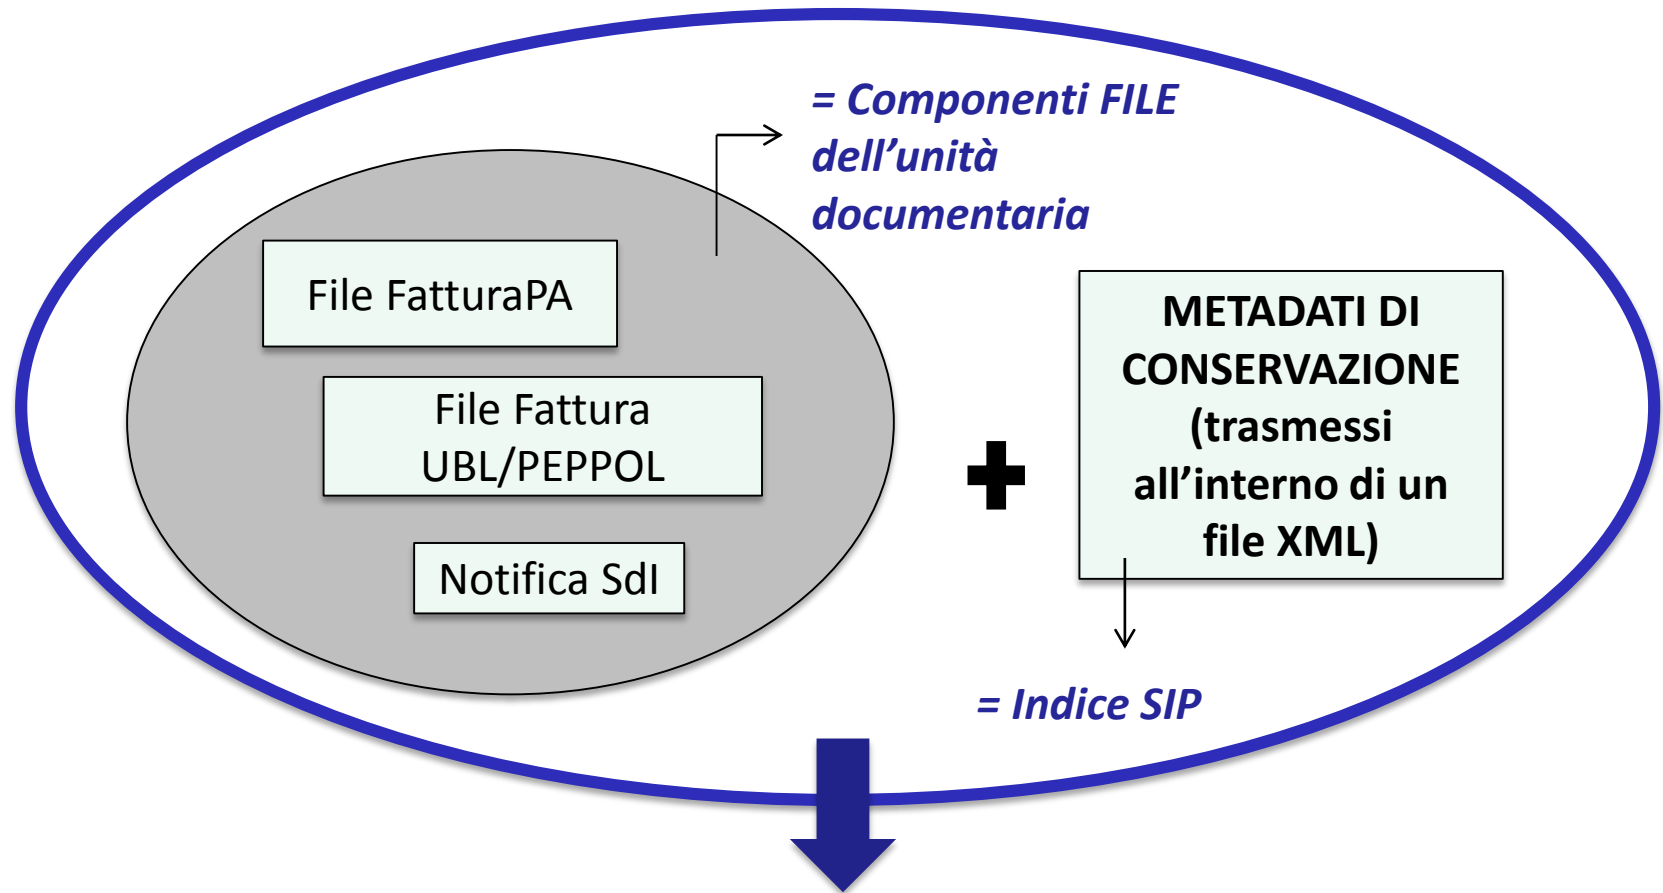 = Componenti FILE
dell’unità
documentaria
File FatturaPA
File Fattura
UBL/PEPPOL
Notifica SdI
METADATI DI
CONSERVAZIONE
(trasmessi
all’interno di un
file XML)
= Indice SIP